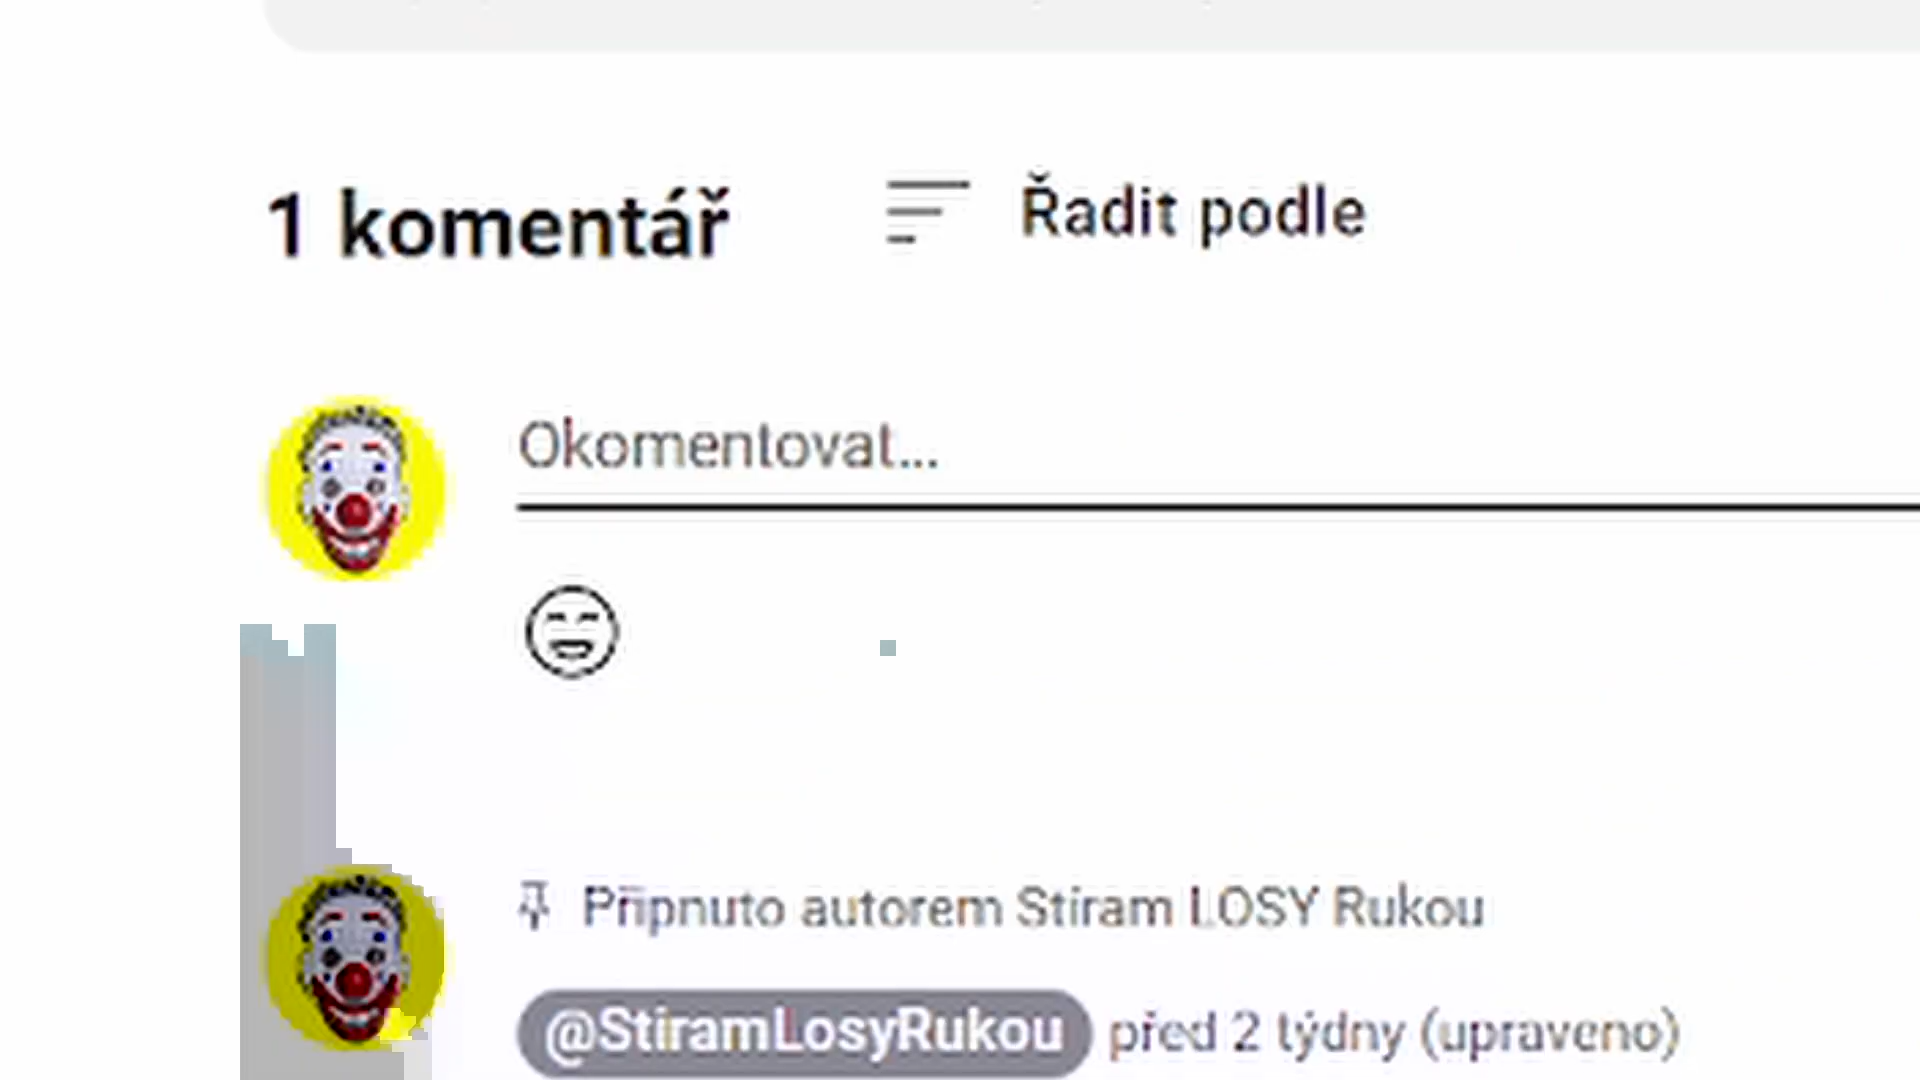 1 komentář
Řadit podle
Okomentovat...
Připnuto autorem Stíram LOSY Rukou
@StiramLosyRukou před 2 týdny (upraveno)